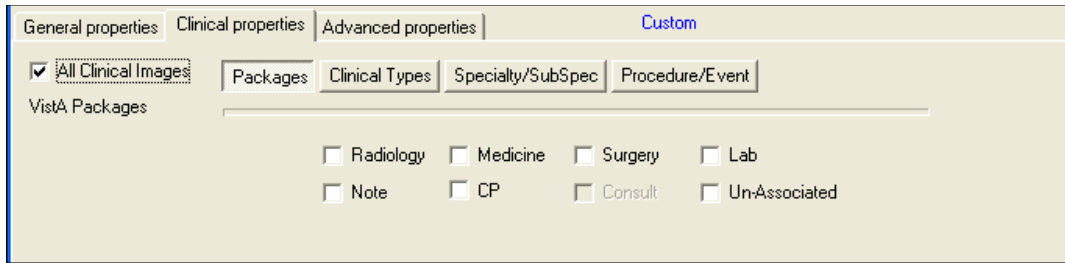 General properties Clinical properties Advanced properties Custom
All Clinical Images Packages Clinical Types Specialty/SubSpec Procedure/Event
VistA Packages
Radiology Medicine Surgery Lab
Note CP Consult Un-Associated